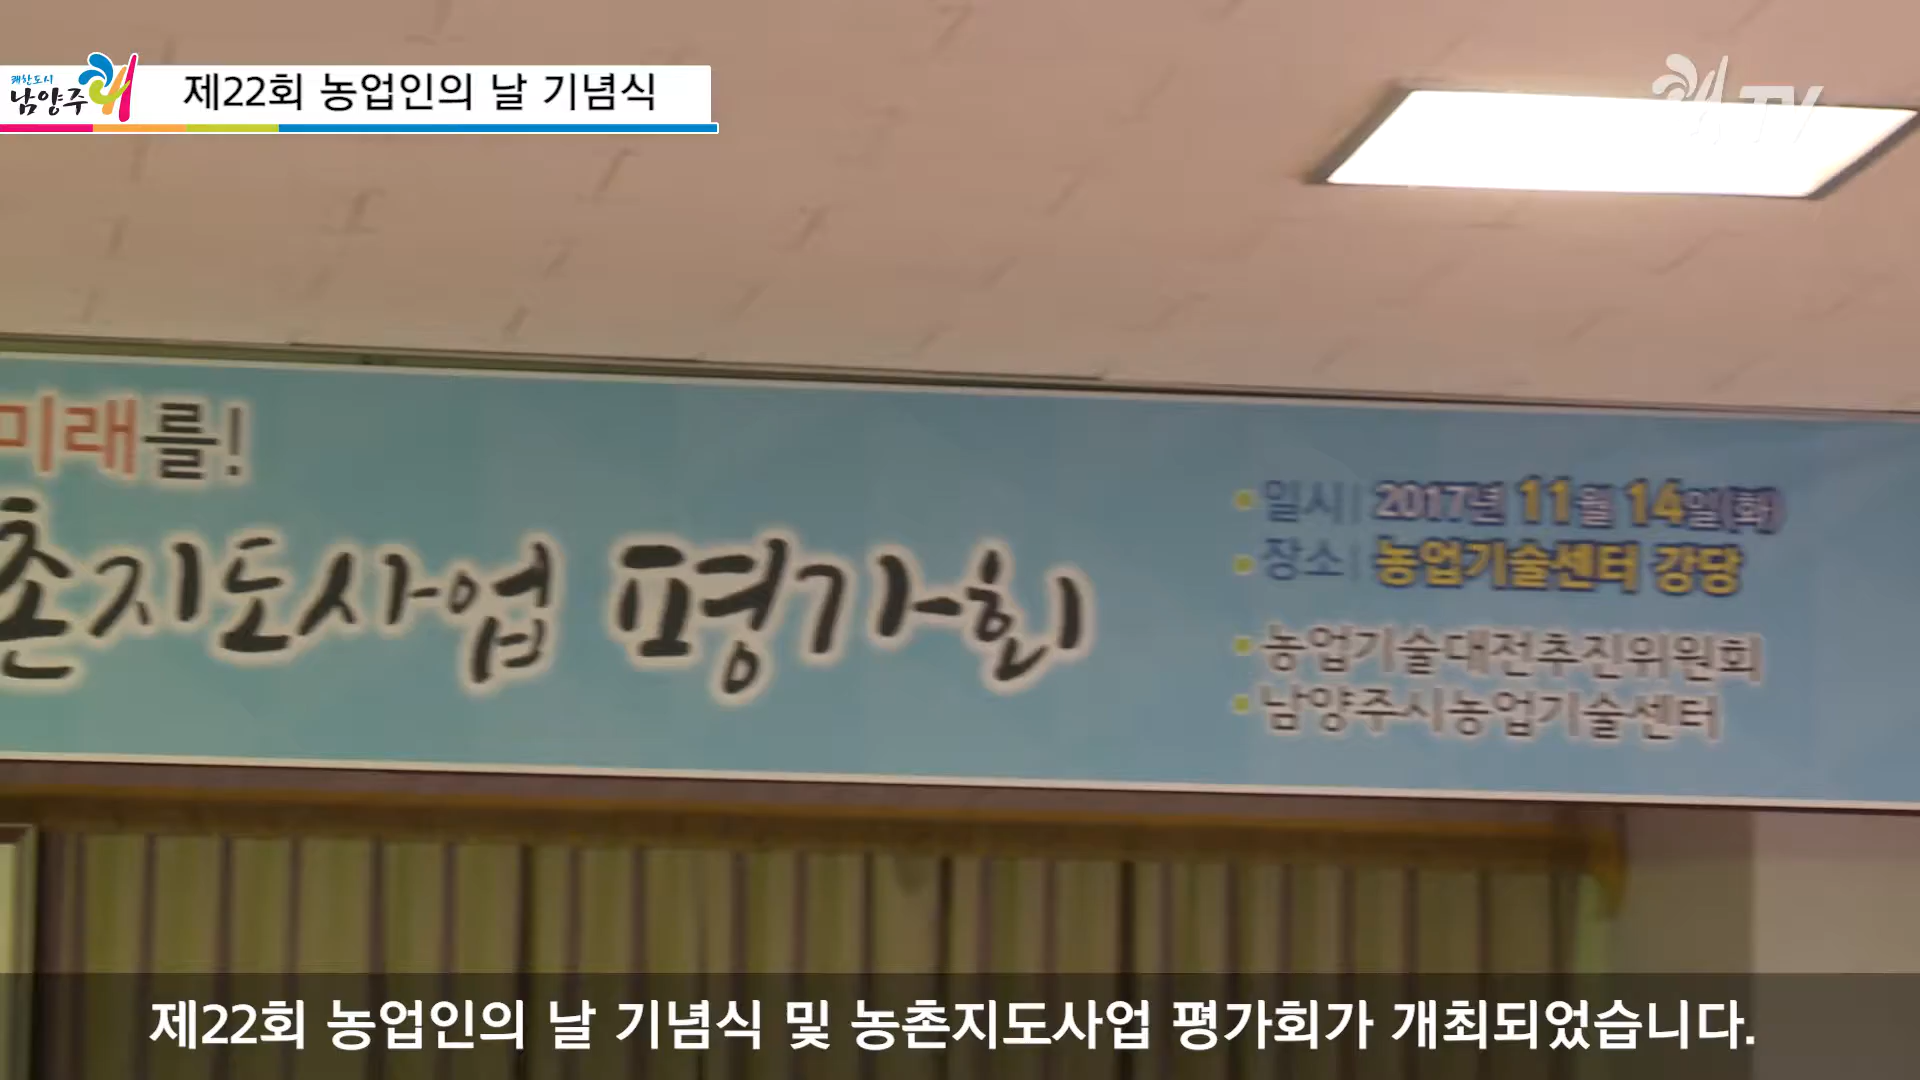 쾌한도시
남양주
제22회 농업인의 날 기념식
TV
미래를!
촌지도사업 평가회
일시 | 2017년 11월 14일(화)
장소 | 농업기술센터 강당
농업기술대전추진위원회
남양주시농업기술센터
제22회 농업인의 날 기념식 및 농촌지도사업 평가회가 개최되었습니다.